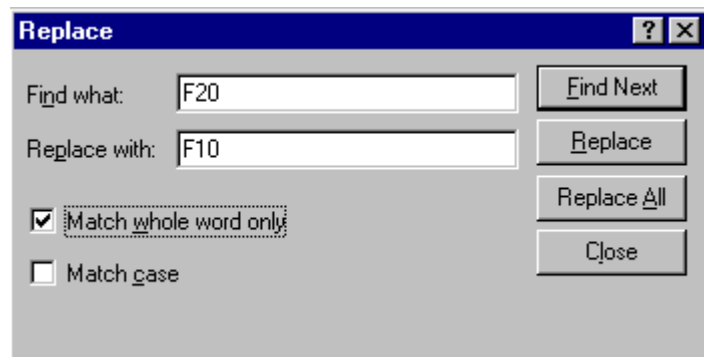 Replace
Find what: F20 Find Next
Replace with: F10 Replace
Replace All
Match whole word only
Close
Match case